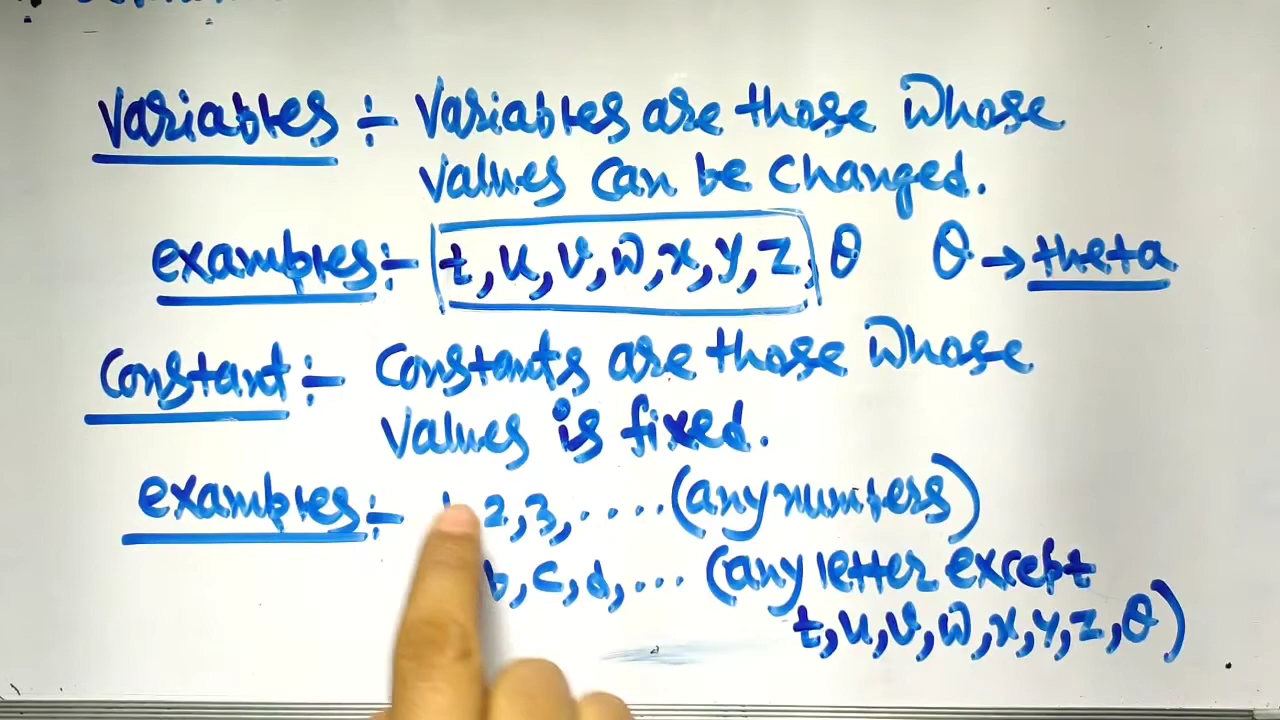 Variables :- Variables are those whose
values can be changed.
examples :- t, u, v, w, x, y, z, θ θ → theta
Constant :- Constants are those whose
values is fixed.
examples :- 2, 3, .... (any numbers)
b, c, d, ... (any letter except
t, u, v, w, x, y, z, θ)